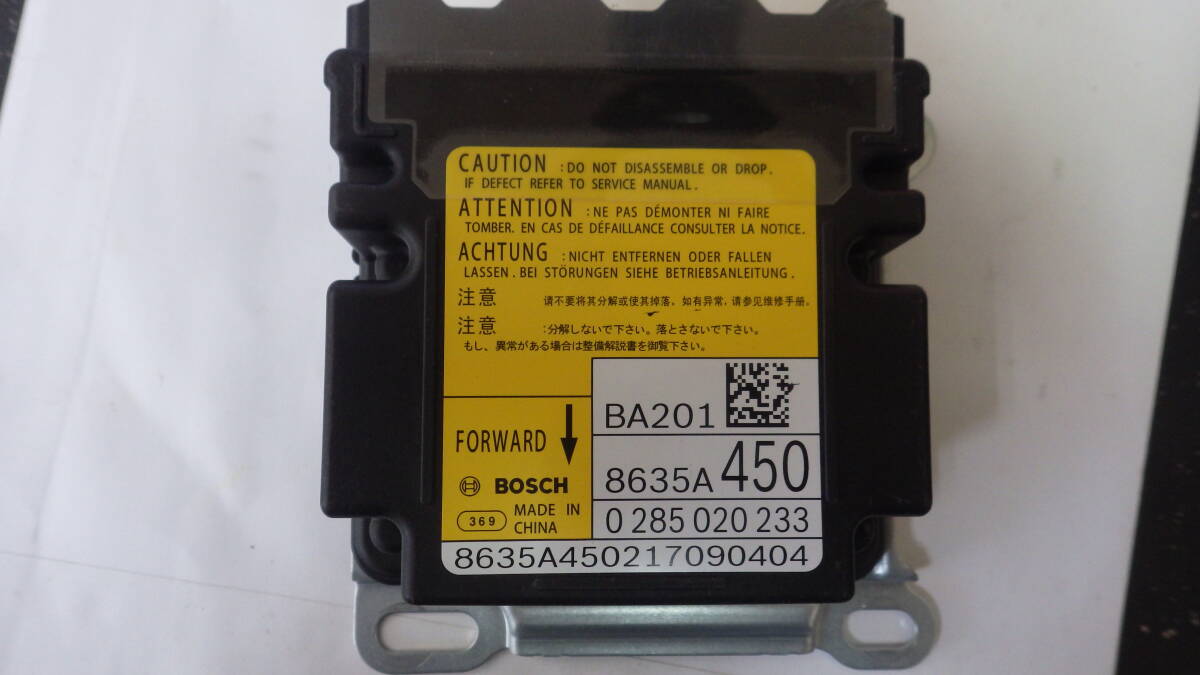 CAUTION :DO NOT DISASSEMBLE OR DROP.
IF DEFECT REFER TO SERVICE MANUAL.
ATTENTION :NE PAS DÉMONTER NI FAIRE
TOMBER. EN CAS DE DÉFAILLANCE CONSULTER LA NOTICE.
ACHTUNG :NICHT ENTFERNEN ODER FALLEN
LASSEN. BEI STÖRUNGEN SIEHE BETRIEBSANLEITUNG.
注意 请不要将其分解或使其掉落。如有异常,请参见维修手册。
注意 :分解しないで下さい。落とさないで下さい。
もし、異常がある場合は整備解説書を御覧下さい。
BA201
FORWARD
8635A 450
BOSCH
369 MADE IN
CHINA
0 285 020 233
8635A450217090404